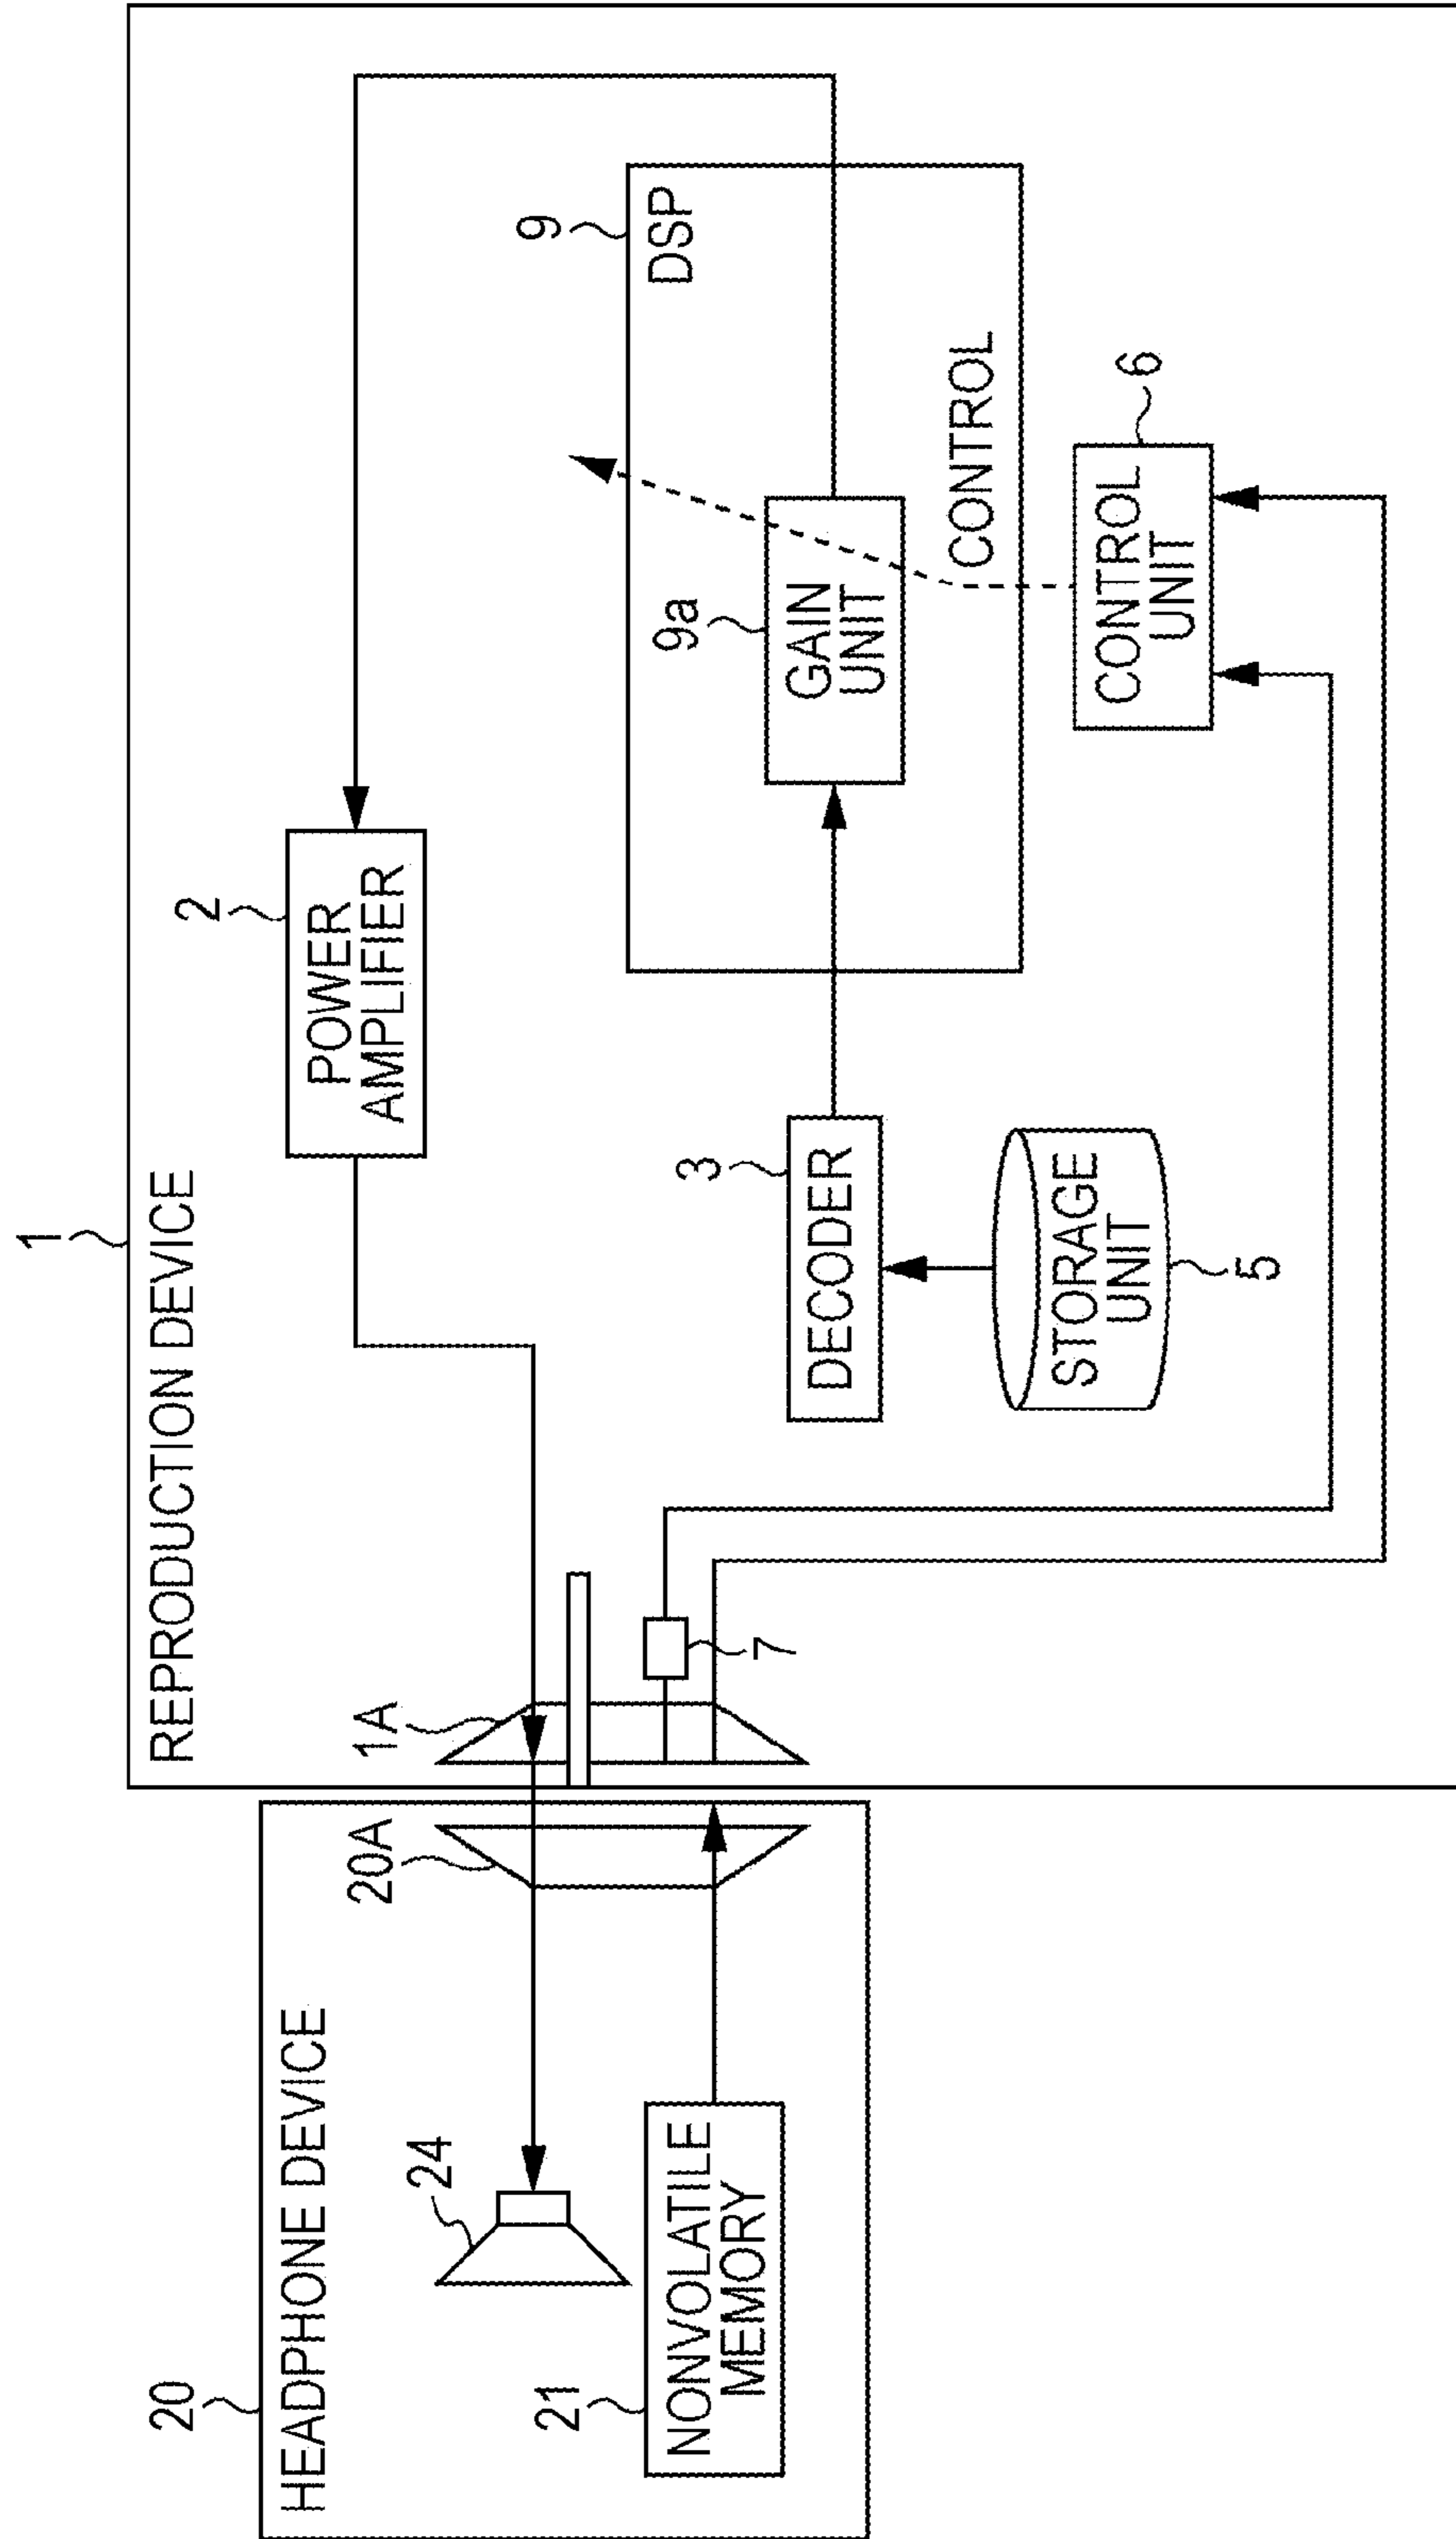 1
REPRODUCTION DEVICE
20
HEADPHONE DEVICE
2
POWER
AMPLIFIER
1A
20A
24
9
DSP
21
NONVOLATILE
MEMORY
9a
GAIN
UNIT
3
DECODER
7
CONTROL
STORAGE
UNIT
5
6
CONTROL
UNIT